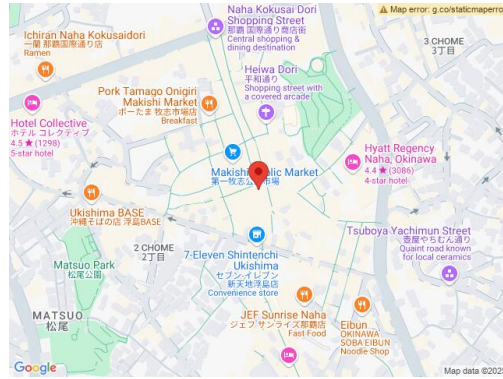 Map error: g.co/staticmaperro
Naha Kokusai Dori
Shopping Street
那覇 国際通り商店街
Central shopping &
dining destination
3 CHOME
3丁目
Ichiran Naha Kokusaidori
一蘭 那覇国際通り店
Ramen
Heiwa Dori
平和通り
Shopping street with
a covered arcade
Pork Tamago Onigiri
Makishi Market
ポーたま 牧志市場店
Breakfast
Hotel Collective
ホテル コレクティブ
4.5 ★ (1298)
5-star hotel
Hyatt Regency
Naha, Okinawa
4.4 ★ (3086)
4-star hotel
Makishi
lic Market
第一牧志公
市場
Ukishima BASE
沖縄そばの店 浮島BASE
Tsuboya Yachimun Street
壺屋やちむん通り
Quaint road known
for local ceramics
2 CHOME
2丁目
7-Eleven Shintenchi
Ukishima
セブン-イレブン
新天地浮島店
Convenience store
Matsuo Park
松尾公園
MATSUO
松尾
JEF Sunrise Naha
ジェフ サンライズ那覇店
Fast Food
Eibun
OKINAWA
SOBA EIBUN
Noodle Shop
Google
Map data ©202